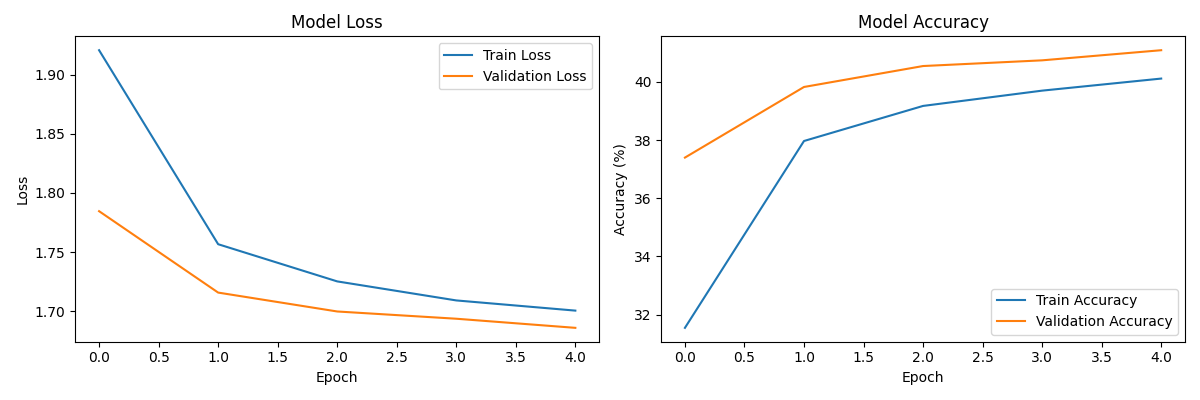 Model Loss
Train Loss
Validation Loss
1.90
1.85
1.80
1.75
1.70
Loss
0.0 0.5 1.0 1.5 2.0 2.5 3.0 3.5 4.0
Epoch
Model Accuracy
40
38
36
34
32
Accuracy (%)
Train Accuracy
Validation Accuracy
0.0 0.5 1.0 1.5 2.0 2.5 3.0 3.5 4.0
Epoch